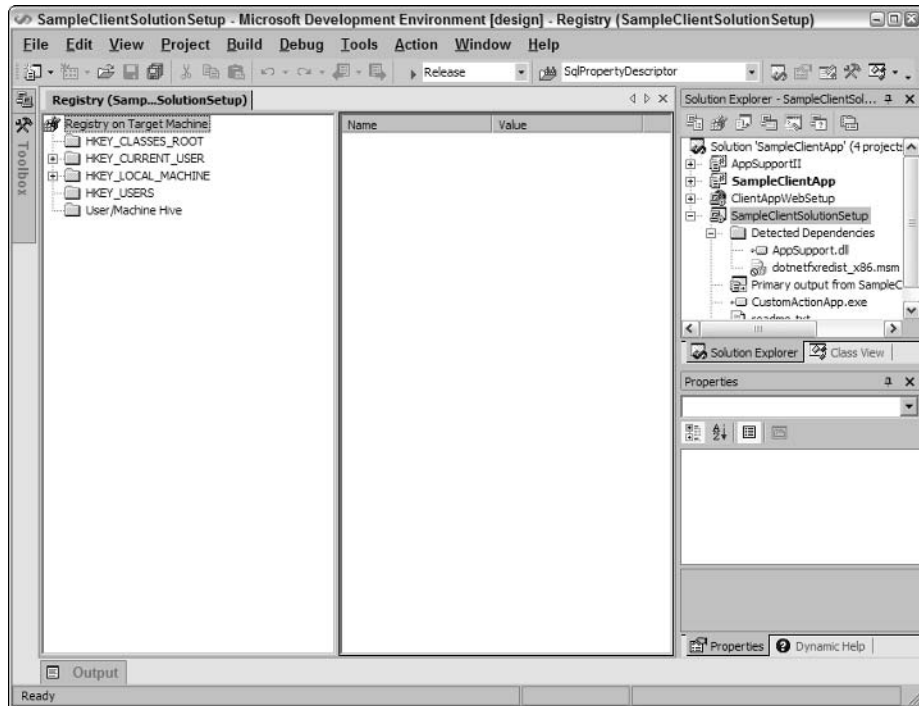 SampleClientSolutionSetup - Microsoft Development Environment [design] - Registry (SampleClientSolutionSetup)
File Edit View Project Build Debug Tools Action Window Help
Release SqlPropertyDescriptor
Registry (Samp...SolutionSetup)
Toolbox
Registry on Target Machine
HKEY_CLASSES_ROOT
HKEY_CURRENT_USER
HKEY_LOCAL_MACHINE
HKEY_USERS
User/Machine Hive
Name Value
Solution Explorer - SampleClientSol...
Solution 'SampleClientApp' (4 projects
AppSupportII
SampleClientApp
ClientAppWebSetup
SampleClientSolutionSetup
Detected Dependencies
AppSupport.dll
dotnetfxredist_x86.msm
Primary output from SampleC
CustomActionApp.exe
readme.txt
Solution Explorer Class View
Properties
Properties Dynamic Help
Output
Ready